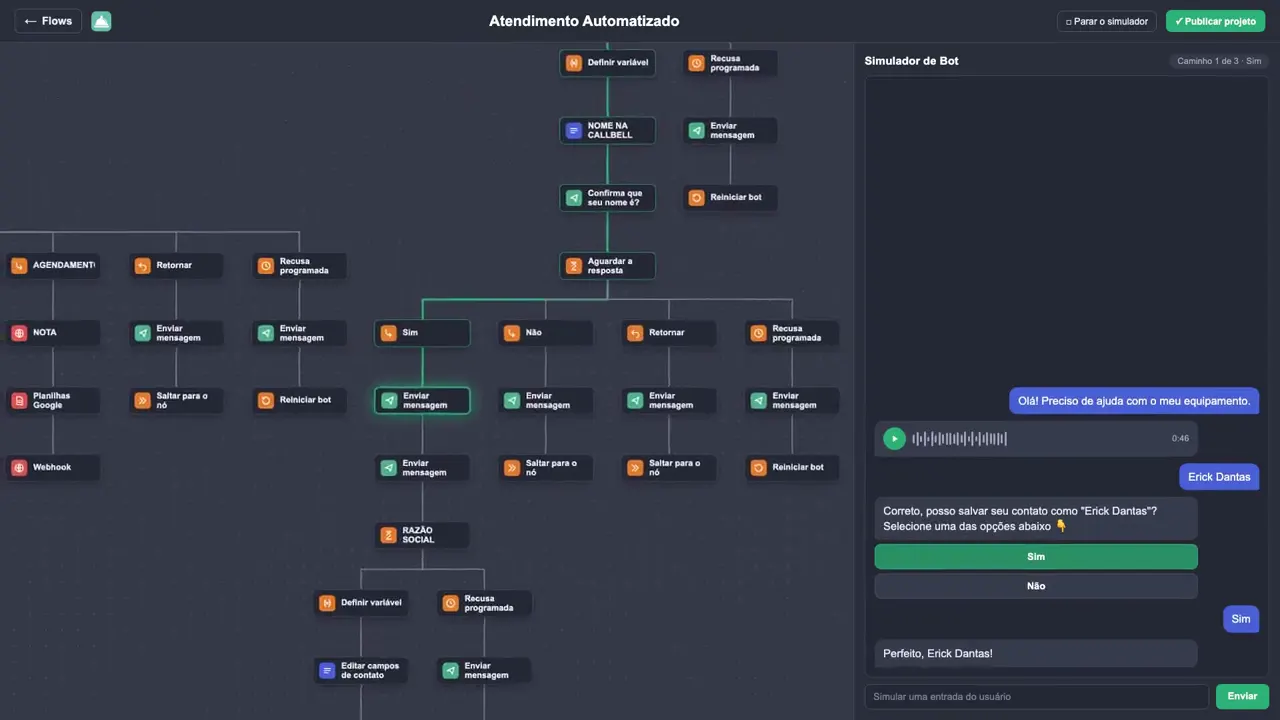 ← Flows
Atendimento Automatizado
Parar o simulador
✓ Publicar projeto
Definir variável
Recusa
programada
NOME NA
CALLBELL
Enviar
mensagem
Confirma que
seu nome é?
Reiniciar bot
AGENDAMENT
Retornar
Recusa
programada
Aguardar a
resposta
NOTA
Enviar
mensagem
Enviar
mensagem
Sim
Não
Retornar
Recusa
programada
Planilhas
Google
Saltar para o
nó
Reiniciar bot
Enviar
mensagem
Enviar
mensagem
Enviar
mensagem
Enviar
mensagem
Webhook
Enviar
mensagem
Saltar para o
nó
Saltar para o
nó
Reiniciar bot
RAZÃO
SOCIAL
Definir variável
Recusa
programada
Editar campos
de contato
Enviar
mensagem
Simulador de Bot
Caminho 1 de 3 · Sim
Olá! Preciso de ajuda com o meu equipamento.
0:46
Erick Dantas
Correto, posso salvar seu contato como "Erick Dantas"?
Selecione uma das opções abaixo 👇
Sim
Não
Sim
Perfeito, Erick Dantas!
Simular uma entrada do usuário
Enviar